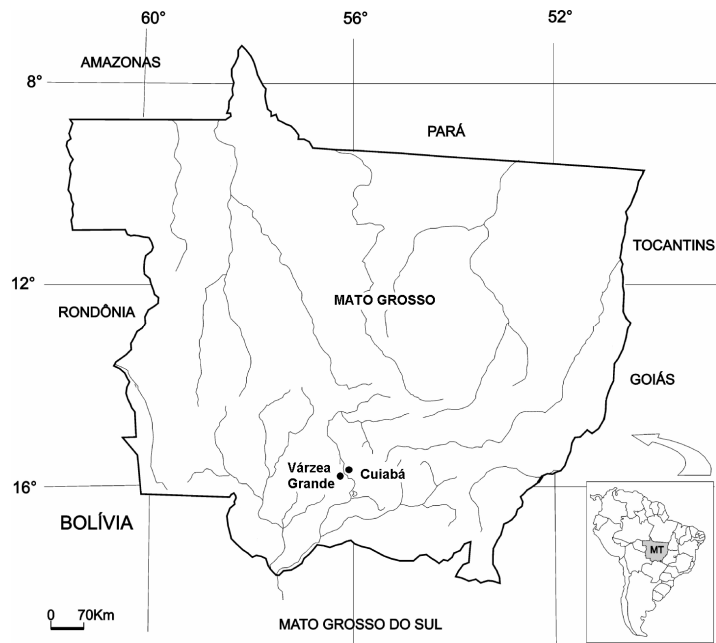 60°
56°
52°
AMAZONAS
8°
PARÁ
TOCANTINS
12°
MATO GROSSO
RONDÔNIA
GOIÁS
Várzea
Grande
Cuiabá
16°
BOLÍVIA
MT
0 70Km
MATO GROSSO DO SUL